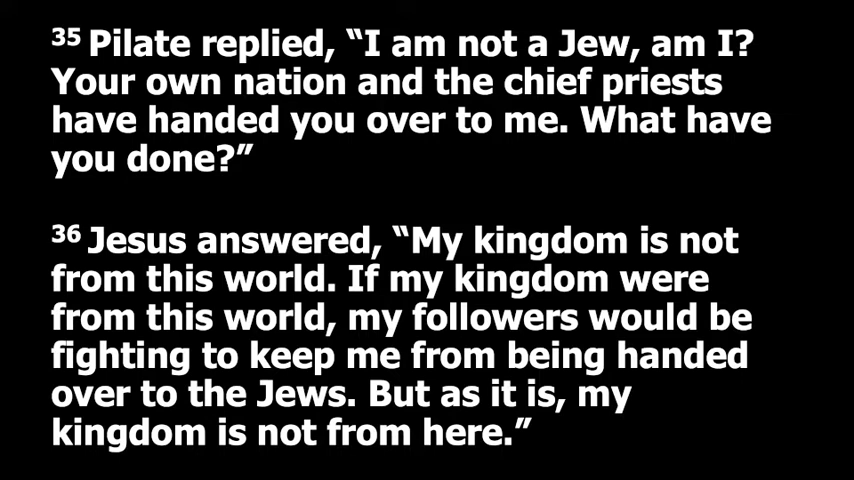 35 Pilate replied, “I am not a Jew, am I?
Your own nation and the chief priests
have handed you over to me. What have
you done?”
36 Jesus answered, “My kingdom is not
from this world. If my kingdom were
from this world, my followers would be
fighting to keep me from being handed
over to the Jews. But as it is, my
kingdom is not from here.”